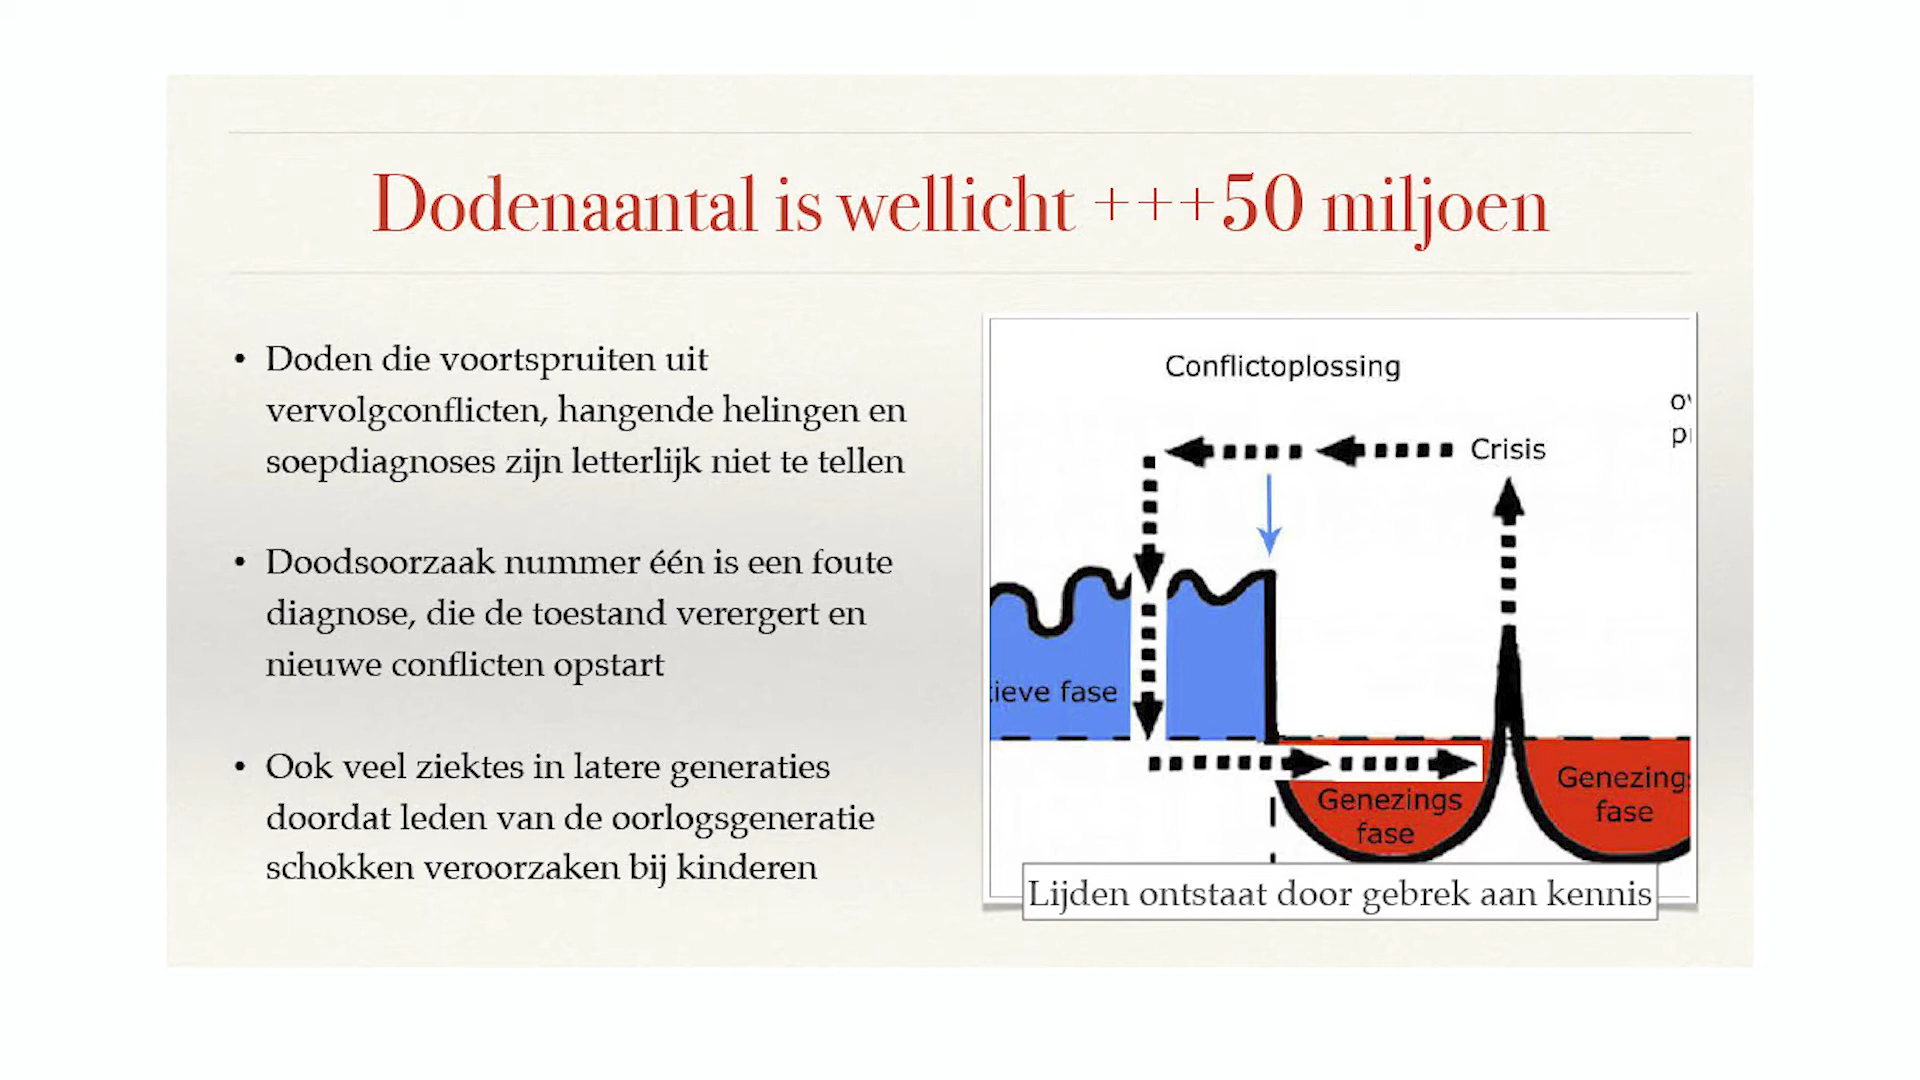 Dodenaantal is wellicht +++50 miljoen
• Doden die voortspruiten uit
vervolgconflicten, hangende helingen en
soepdiagnoses zijn letterlijk niet te tellen
• Doodsoorzaak nummer één is een foute
diagnose, die de toestand verergert en
nieuwe conflicten opstart
• Ook veel ziektes in latere generaties
doordat leden van de oorlogsgeneratie
schokken veroorzaken bij kinderen
Conflictoplossing
Crisis
ieve fase
Genezings
fase
Genezings
fase
Lijden ontstaat door gebrek aan kennis